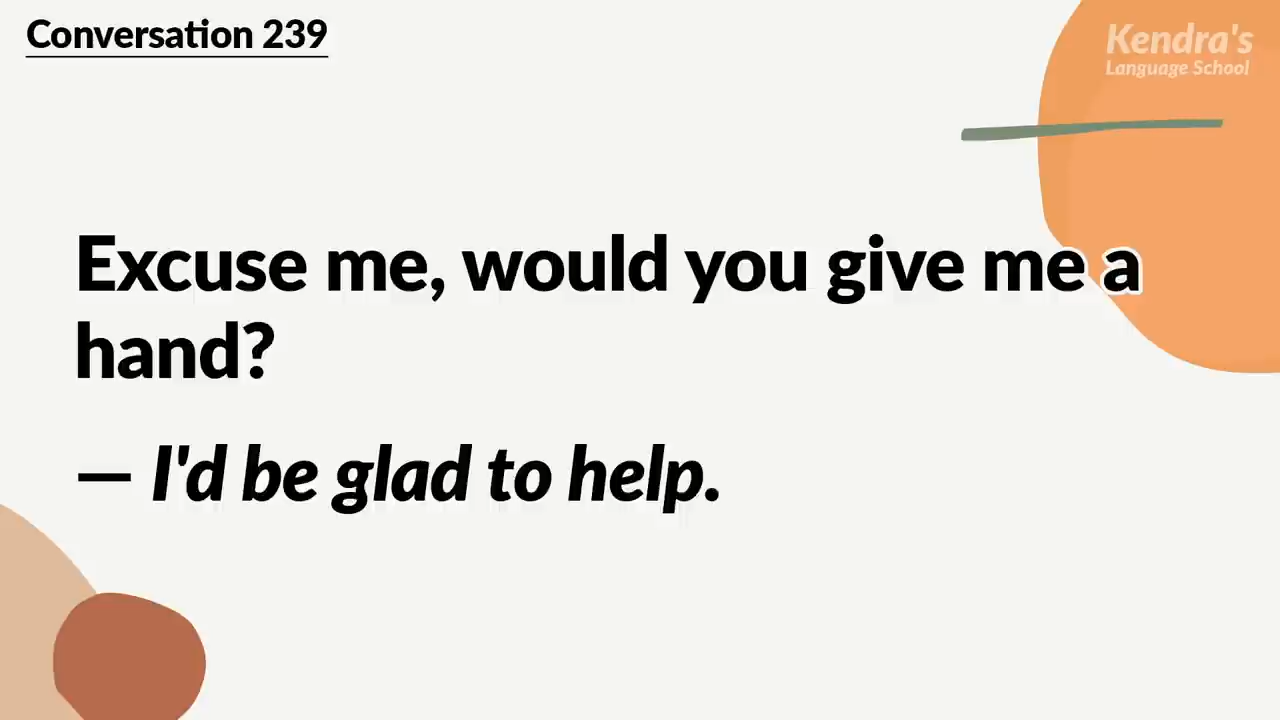 Conversation 239
Kendra's
Language School
Excuse me, would you give me a
hand?
— I'd be glad to help.